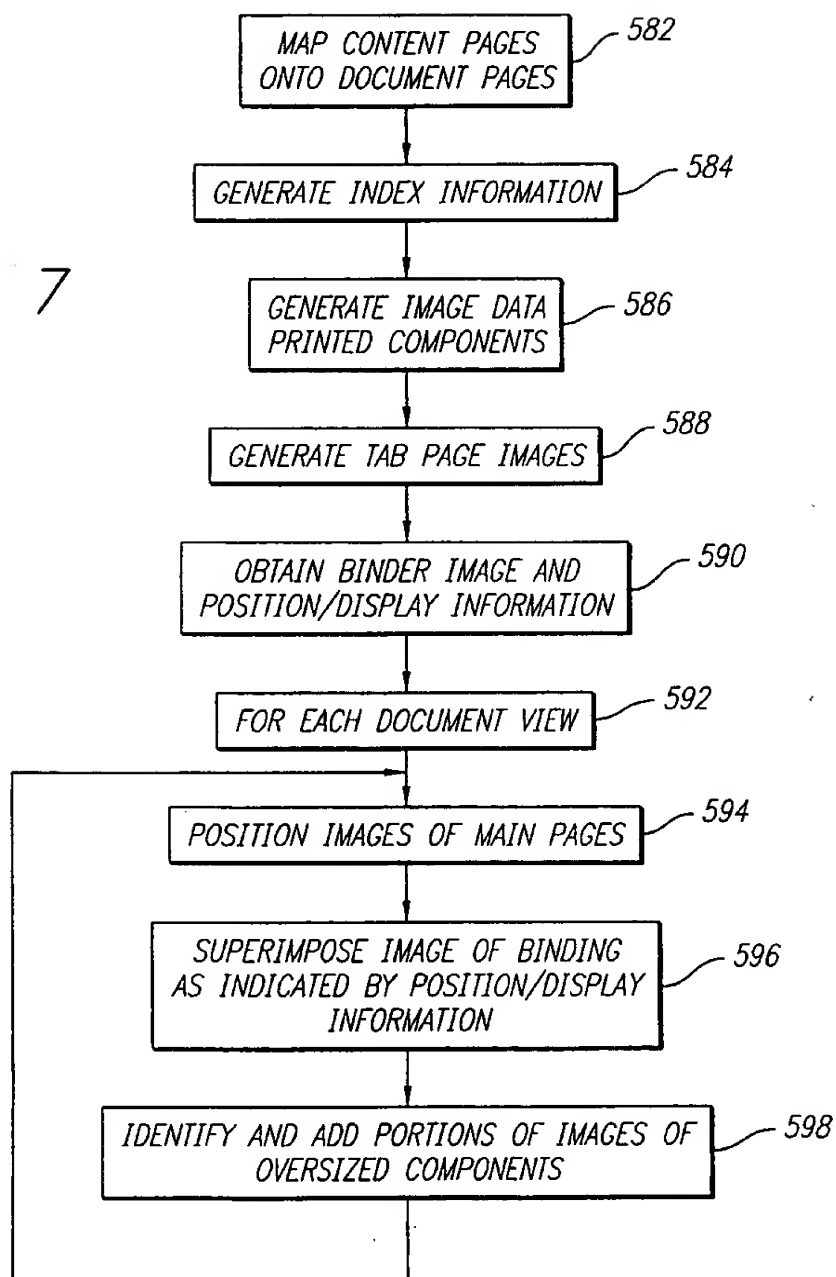 MAP CONTENT PAGES
ONTO DOCUMENT PAGES
582
GENERATE INDEX INFORMATION
584
7
GENERATE IMAGE DATA
PRINTED COMPONENTS
586
GENERATE TAB PAGE IMAGES
588
OBTAIN BINDER IMAGE AND
POSITION/DISPLAY INFORMATION
590
FOR EACH DOCUMENT VIEW
592
POSITION IMAGES OF MAIN PAGES
594
SUPERIMPOSE IMAGE OF BINDING
AS INDICATED BY POSITION/DISPLAY
INFORMATION
596
IDENTIFY AND ADD PORTIONS OF IMAGES OF
OVERSIZED COMPONENTS
598